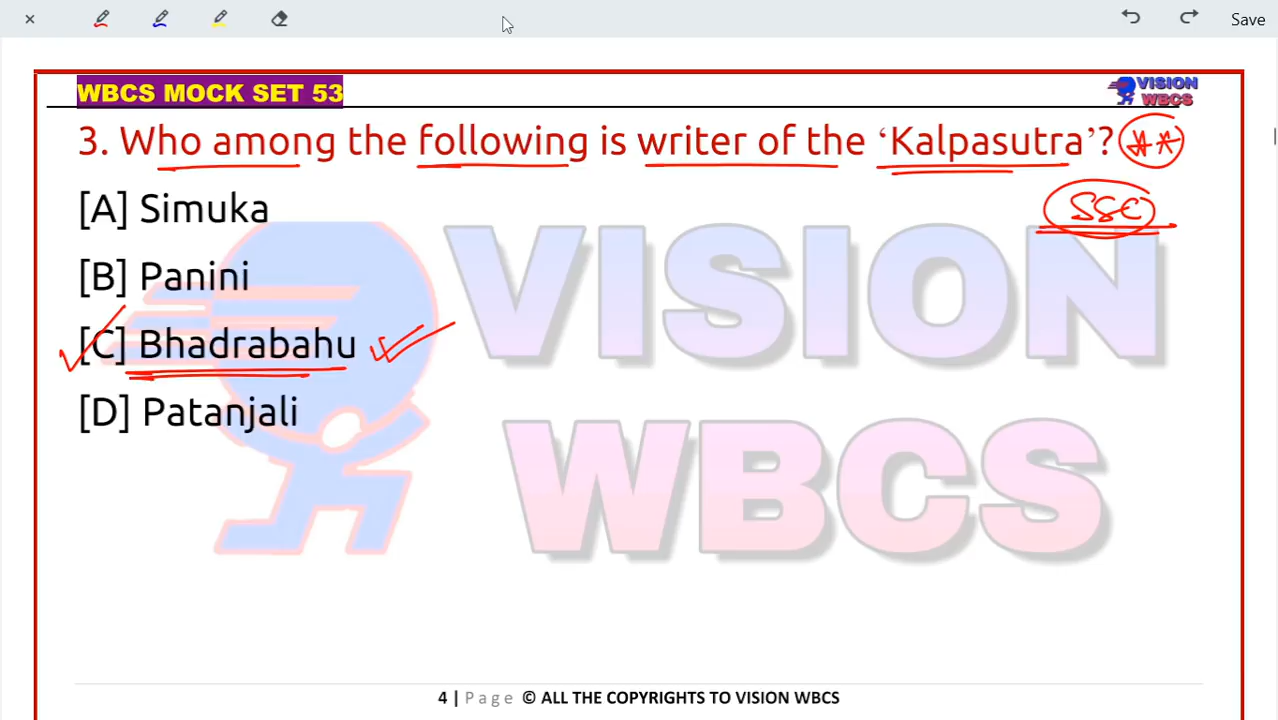 Save
WBCS MOCK SET 53
VISION
WBCS
3. Who among the following is writer of the ‘Kalpasutra’?
SSC
[A] Simuka
[B] Panini
[C] Bhadrabahu
[D] Patanjali
VISION
WBCS
4 | Page © ALL THE COPYRIGHTS TO VISION WBCS